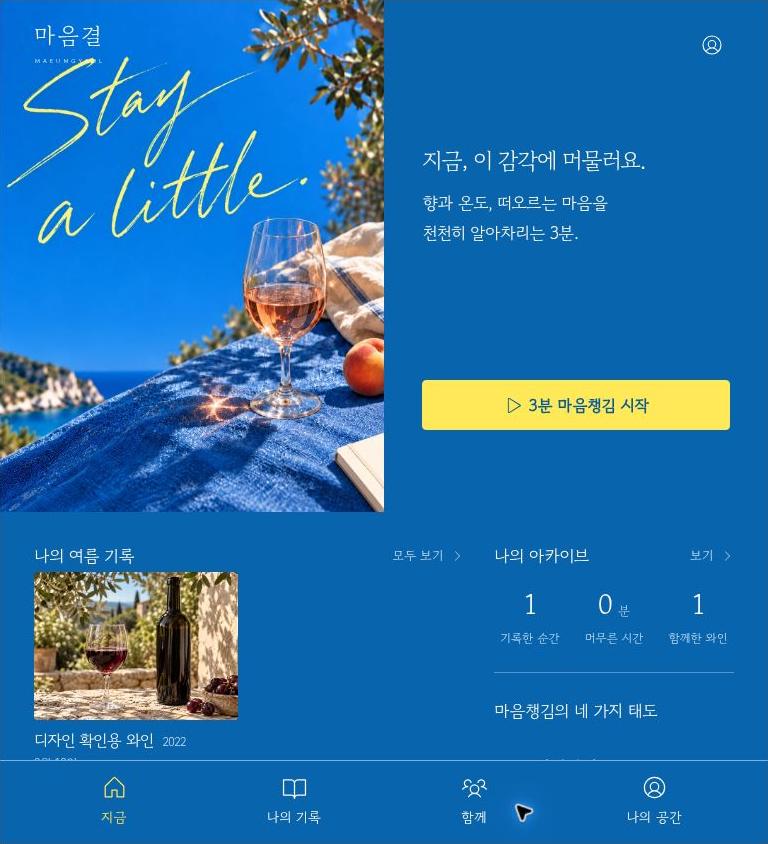 마음결
Stay
a little.
지금, 이 감각에 머물러요.
향과 온도, 떠오르는 마음을
천천히 알아차리는 3분.
3분 마음챙김 시작
나의 여름 기록
모두 보기
나의 아카이브
보기
1
0 분
1
기록한 순간
머무른 시간
함께한 와인
마음챙김의 네 가지 태도
디자인 확인용 와인 2022
지금
나의 기록
함께
나의 공간